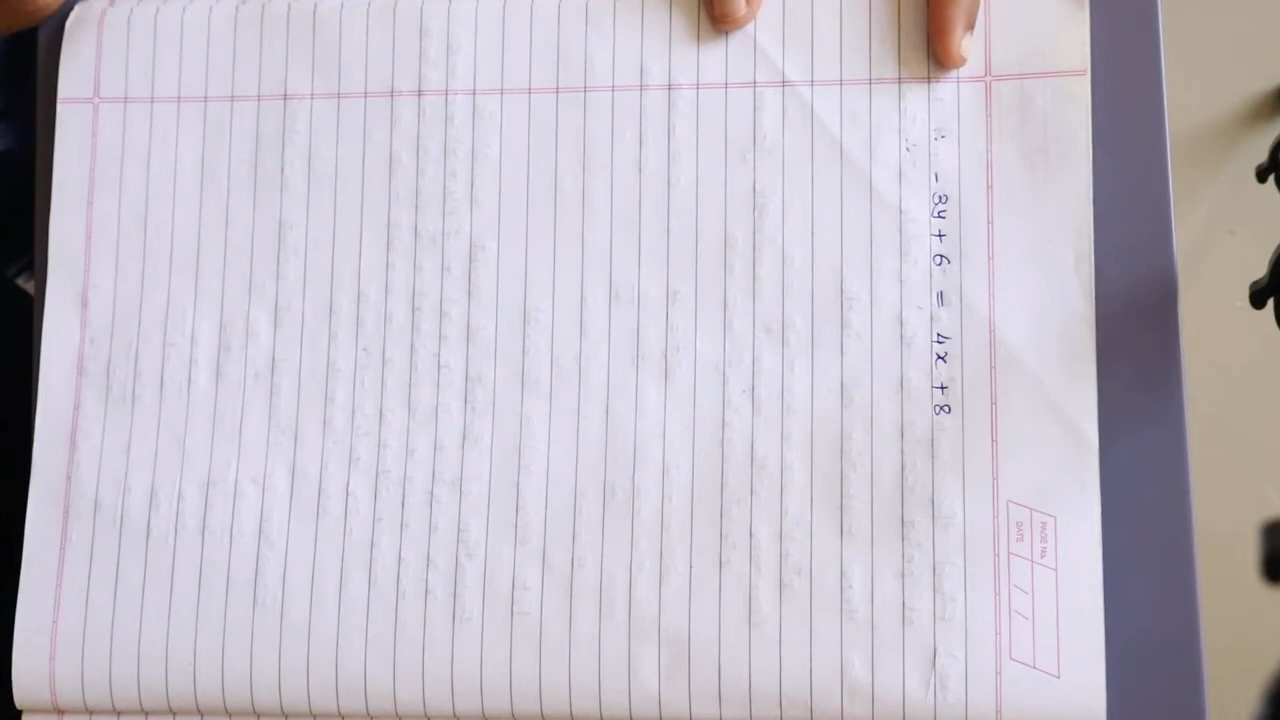 PAGE No.
DATE / /
-3y + 6 = 4x + 8